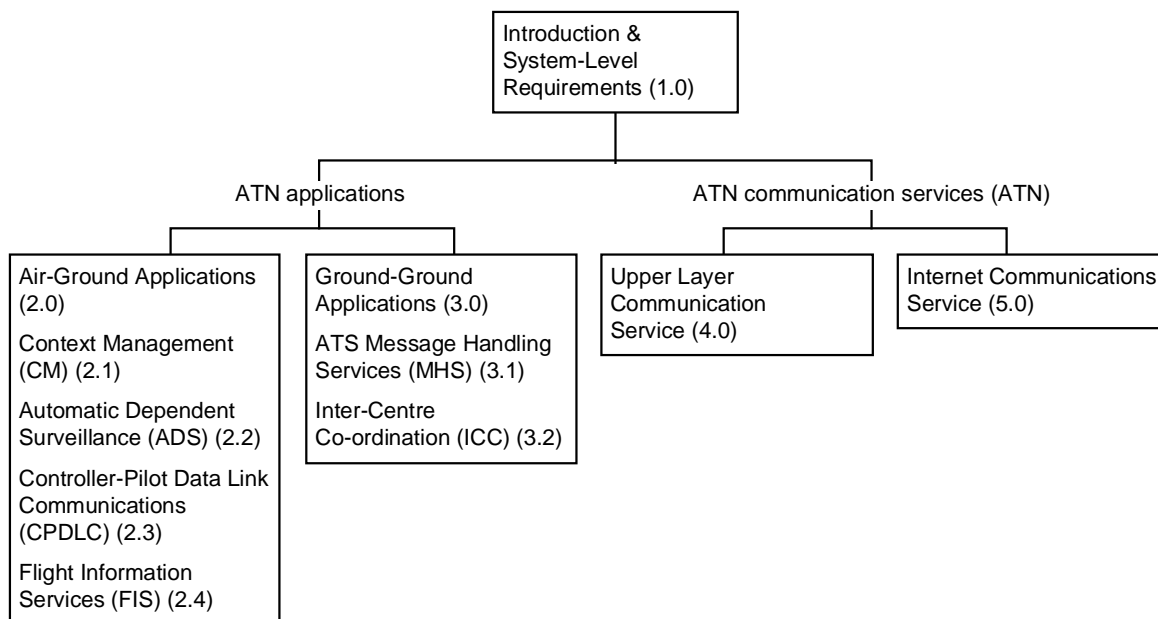 Introduction &
System-Level
Requirements (1.0)
ATN applications
ATN communication services (ATN)
Air-Ground Applications
(2.0)
Context Management
(CM) (2.1)
Automatic Dependent
Surveillance (ADS) (2.2)
Controller-Pilot Data Link
Communications
(CPDLC) (2.3)
Flight Information
Services (FIS) (2.4)
Ground-Ground
Applications (3.0)
ATS Message Handling
Services (MHS) (3.1)
Inter-Centre
Co-ordination (ICC) (3.2)
Upper Layer
Communication
Service (4.0)
Internet Communications
Service (5.0)